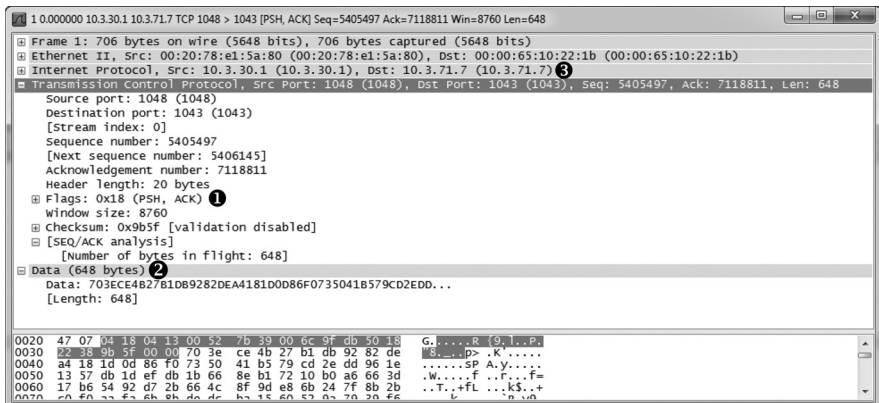 1 0.000000 10.3.30.1 10.3.71.7 TCP 1048 > 1043 [PSH, ACK] Seq=5405497 Ack=7118811 Win=8760 Len=648
Frame 1: 706 bytes on wire (5648 bits), 706 bytes captured (5648 bits)
Ethernet II, Src: 00:20:78:e1:5a:80 (00:20:78:e1:5a:80), Dst: 00:00:65:10:22:1b (00:00:65:10:22:1b)
Internet Protocol, Src: 10.3.30.1 (10.3.30.1), Dst: 10.3.71.7 (10.3.71.7) ❸
Transmission Control Protocol, Src Port: 1048 (1048), Dst Port: 1043 (1043), Seq: 5405497, Ack: 7118811, Len: 648
Source port: 1048 (1048)
Destination port: 1043 (1043)
[Stream index: 0]
Sequence number: 5405497
[Next sequence number: 5406145]
Acknowledgement number: 7118811
Header length: 20 bytes
Flags: 0x18 (PSH, ACK) ❶
Window size: 8760
Checksum: 0x9b5f [validation disabled]
[SEQ/ACK analysis]
[Number of bytes in flight: 648]
Data (648 bytes) ❷
Data: 703ECE4B27B1DB9282DEA4181D0D86F0735041B579CD2EDD...
[Length: 648]
0020 47 07 04 18 04 13 00 52 7b 39 00 6c 9f db 50 18 G......R {9.l..P.
0030 22 38 9b 5f 00 00 70 3e ce 4b 27 b1 db 92 82 de "8._..p> .K'.....
0040 a4 18 1d 0d 86 f0 73 50 41 b5 79 cd 2e dd 96 1e ......sP A.y.....
0050 13 57 db 1d ef db 1b 66 8e b1 72 10 b0 a6 66 3d .W.....f ..r...f=
0060 17 b6 54 92 d7 2b 66 4c 8f 9d e8 6b 24 7f 8b 2b ..T..+fL ...k$..+